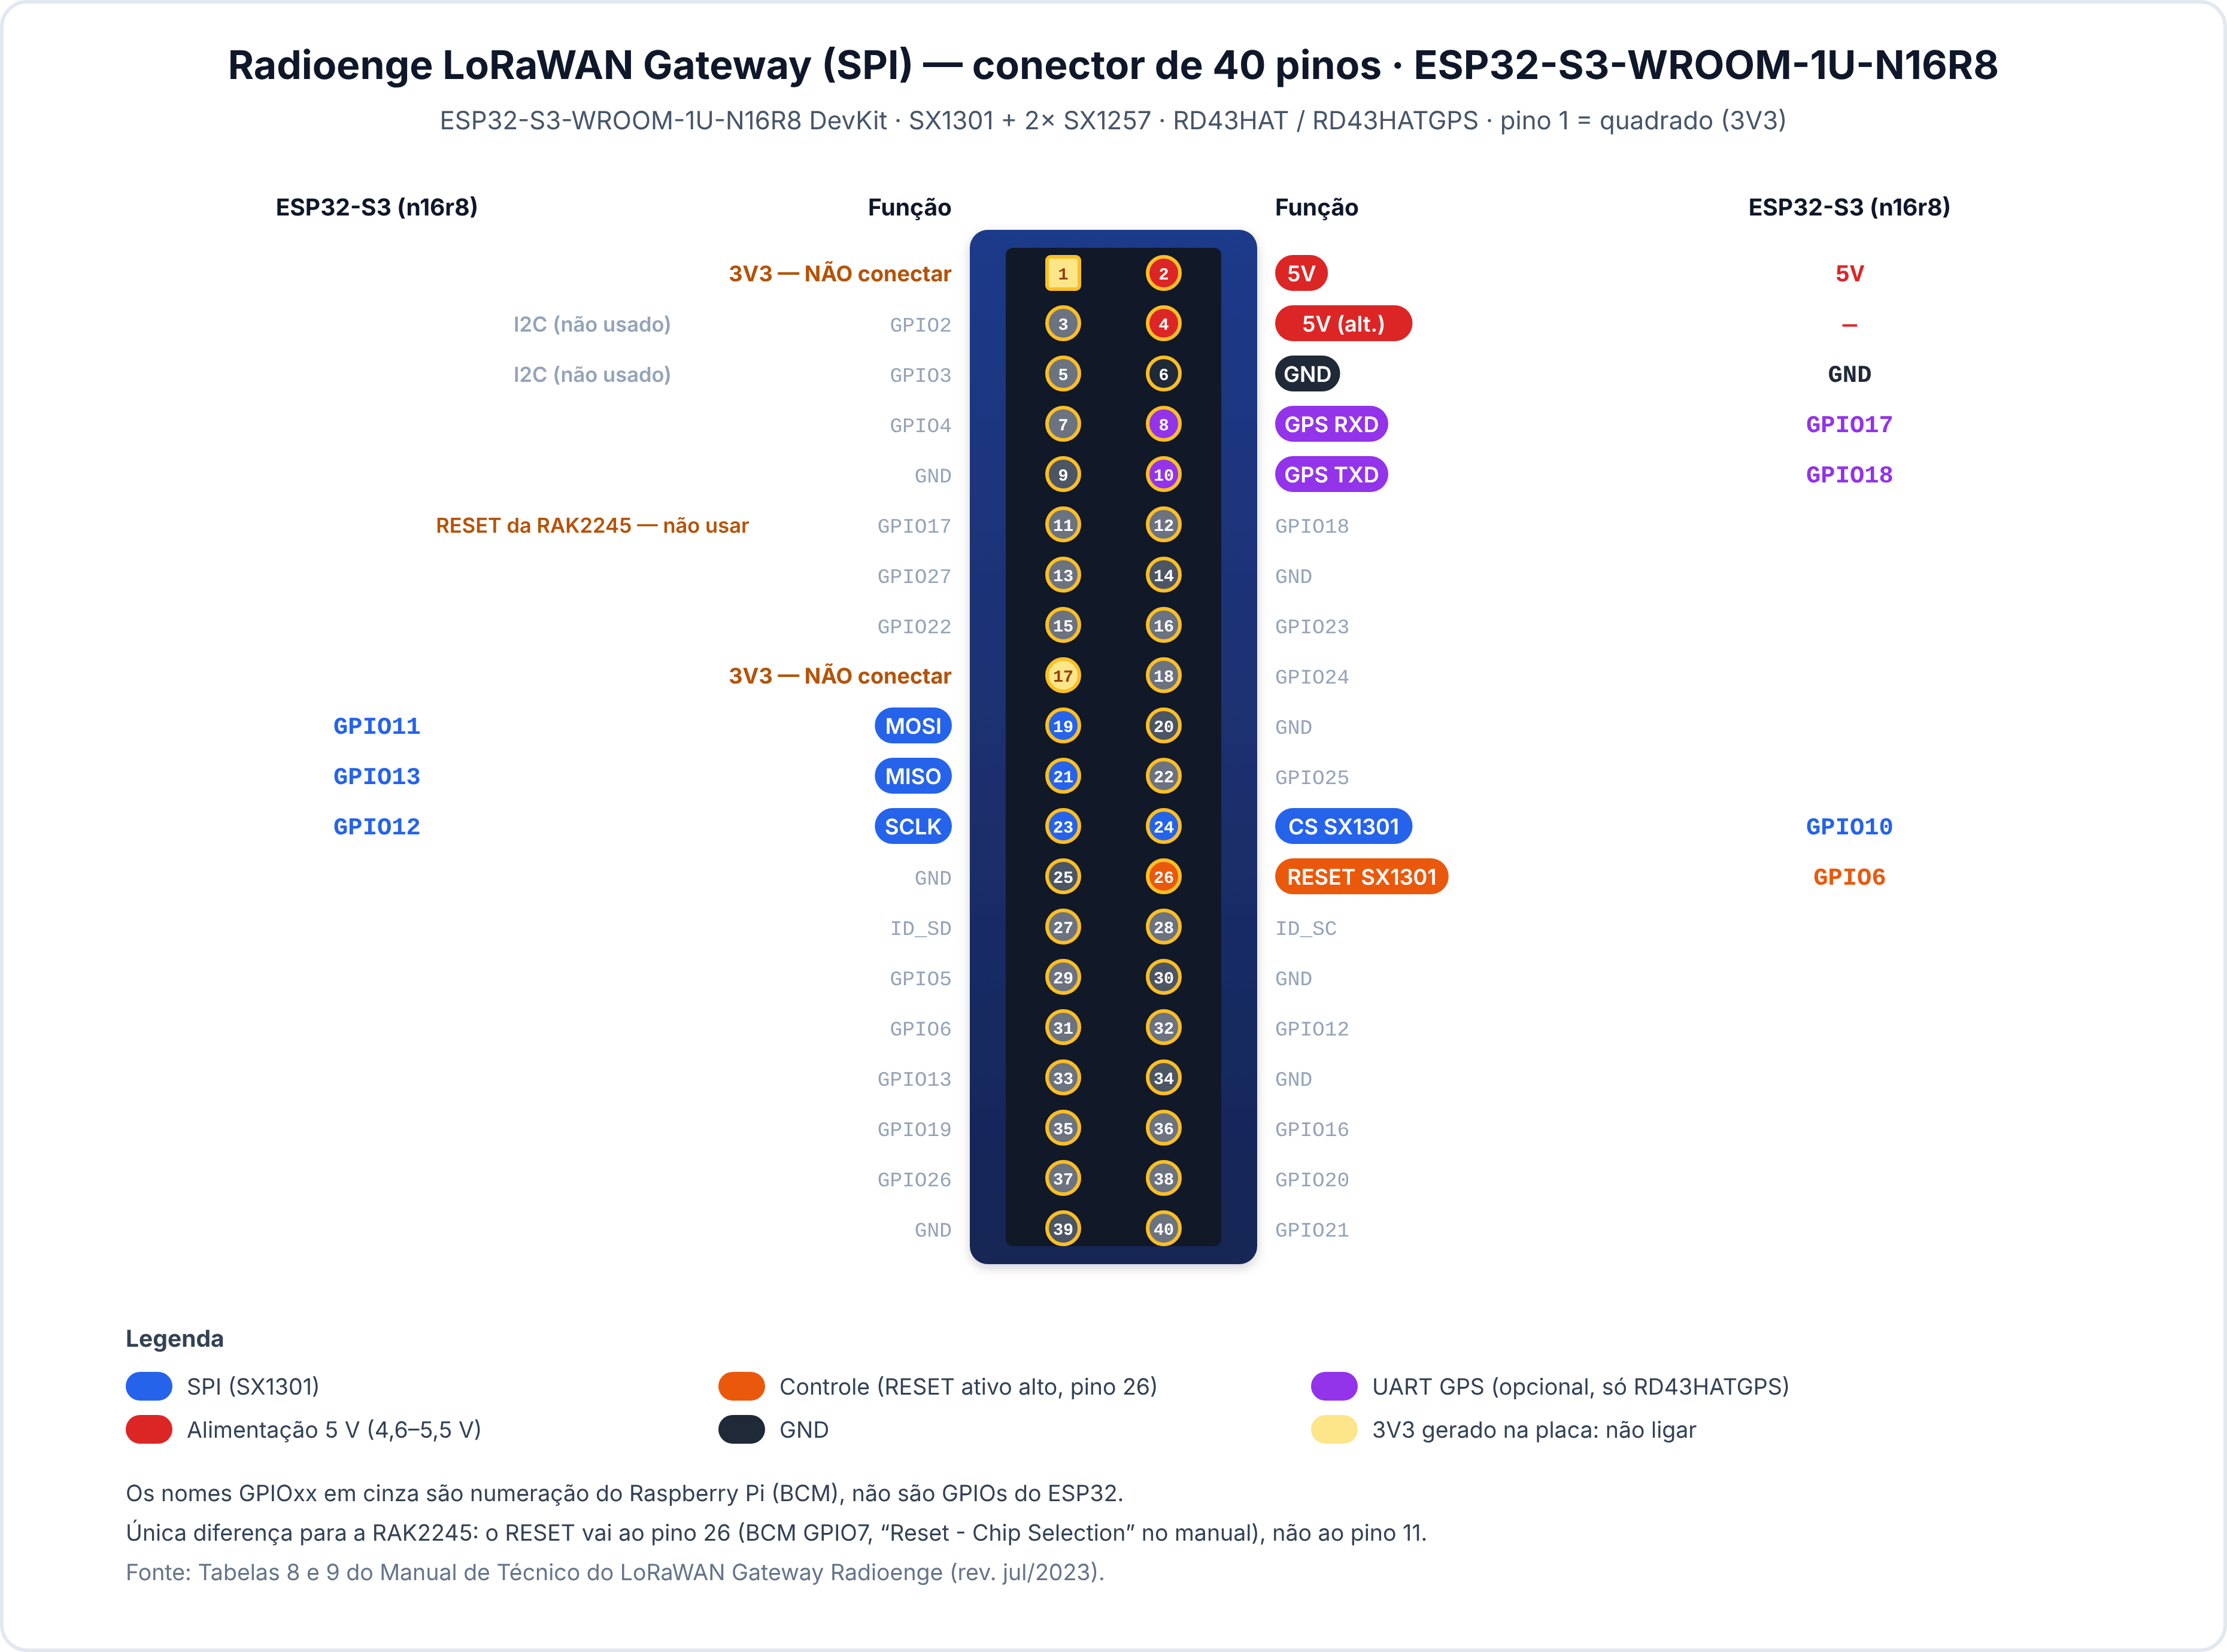 Radioenge LoRaWAN Gateway (SPI) — conector de 40 pinos · ESP32-S3-WROOM-1U-N16R8
ESP32-S3-WROOM-1U-N16R8 DevKit · SX1301 + 2× SX1257 · RD43HAT / RD43HATGPS · pino 1 = quadrado (3V3)
ESP32-S3 (n16r8) Função Função ESP32-S3 (n16r8)
3V3 — NÃO conectar 1 2 5V 5V
I2C (não usado) GPIO2 3 4 5V (alt.) —
I2C (não usado) GPIO3 5 6 GND GND
GPIO4 7 8 GPS RXD GPIO17
GND 9 10 GPS TXD GPIO18
RESET da RAK2245 — não usar GPIO17 11 12 GPIO18
GPIO27 13 14 GND
GPIO22 15 16 GPIO23
3V3 — NÃO conectar 17 18 GPIO24
GPIO11 MOSI 19 20 GND
GPIO13 MISO 21 22 GPIO25
GPIO12 SCLK 23 24 CS SX1301 GPIO10
GND 25 26 RESET SX1301 GPIO6
ID_SD 27 28 ID_SC
GPIO5 29 30 GND
GPIO6 31 32 GPIO12
GPIO13 33 34 GND
GPIO19 35 36 GPIO16
GPIO26 37 38 GPIO20
GND 39 40 GPIO21
Legenda
SPI (SX1301) Controle (RESET ativo alto, pino 26) UART GPS (opcional, só RD43HATGPS)
Alimentação 5 V (4,6–5,5 V) GND 3V3 gerado na placa: não ligar
Os nomes GPIOxx em cinza são numeração do Raspberry Pi (BCM), não são GPIOs do ESP32.
Única diferença para a RAK2245: o RESET vai ao pino 26 (BCM GPIO7, “Reset - Chip Selection” no manual), não ao pino 11.
Fonte: Tabelas 8 e 9 do Manual de Técnico do LoRaWAN Gateway Radioenge (rev. jul/2023).